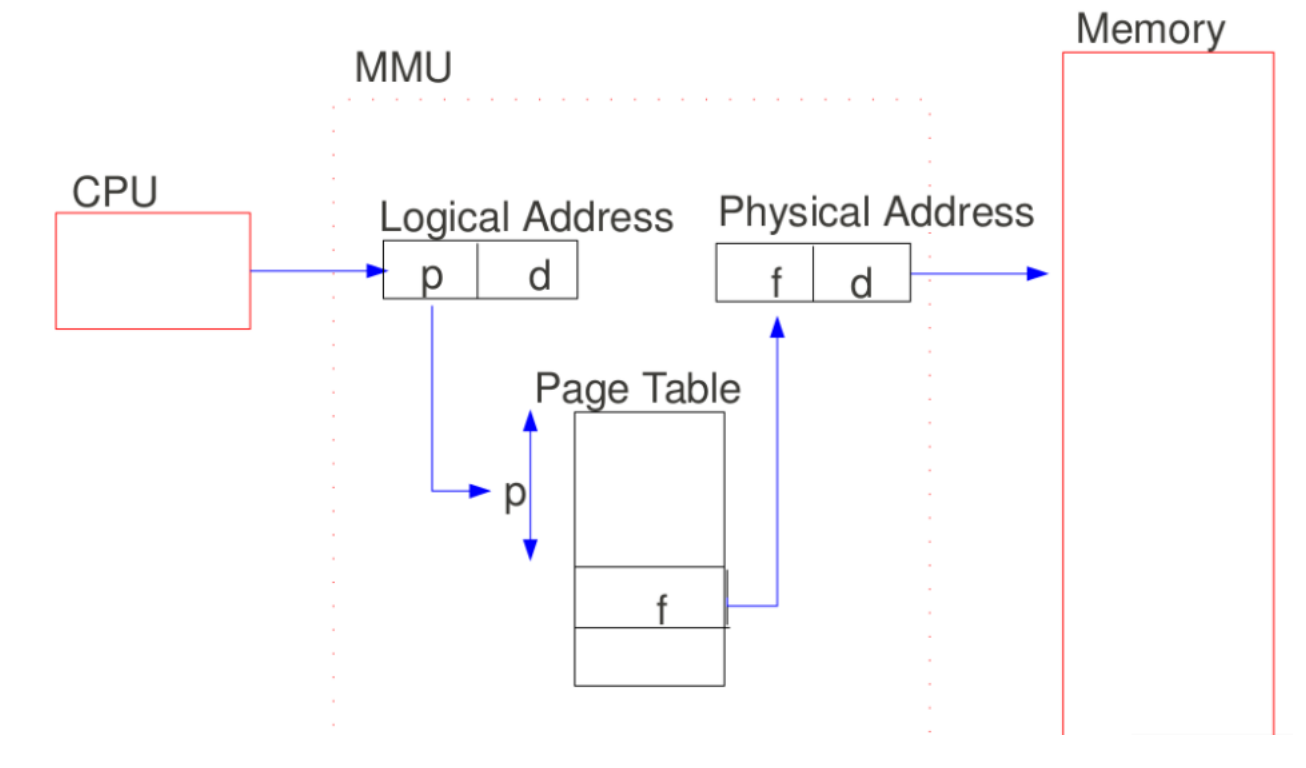 Memory
MMU
CPU
Logical Address
Physical Address
p d
f d
Page Table
p
f